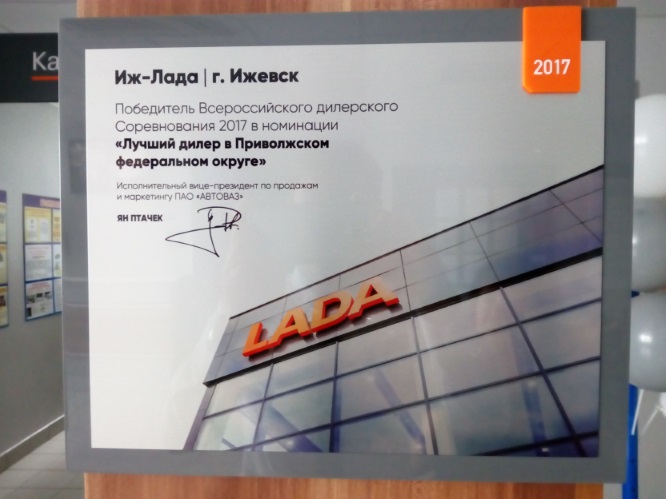 Ка
2017
Иж-Лада | г. Ижевск
Победитель Всероссийского дилерского
Соревнования 2017 в номинации
«Лучший дилер в Приволжском
федеральном округе»
Исполнительный вице-президент по продажам
и маркетингу ПАО «АВТОВАЗ»
ЯН ПТАЧЕК
LADA